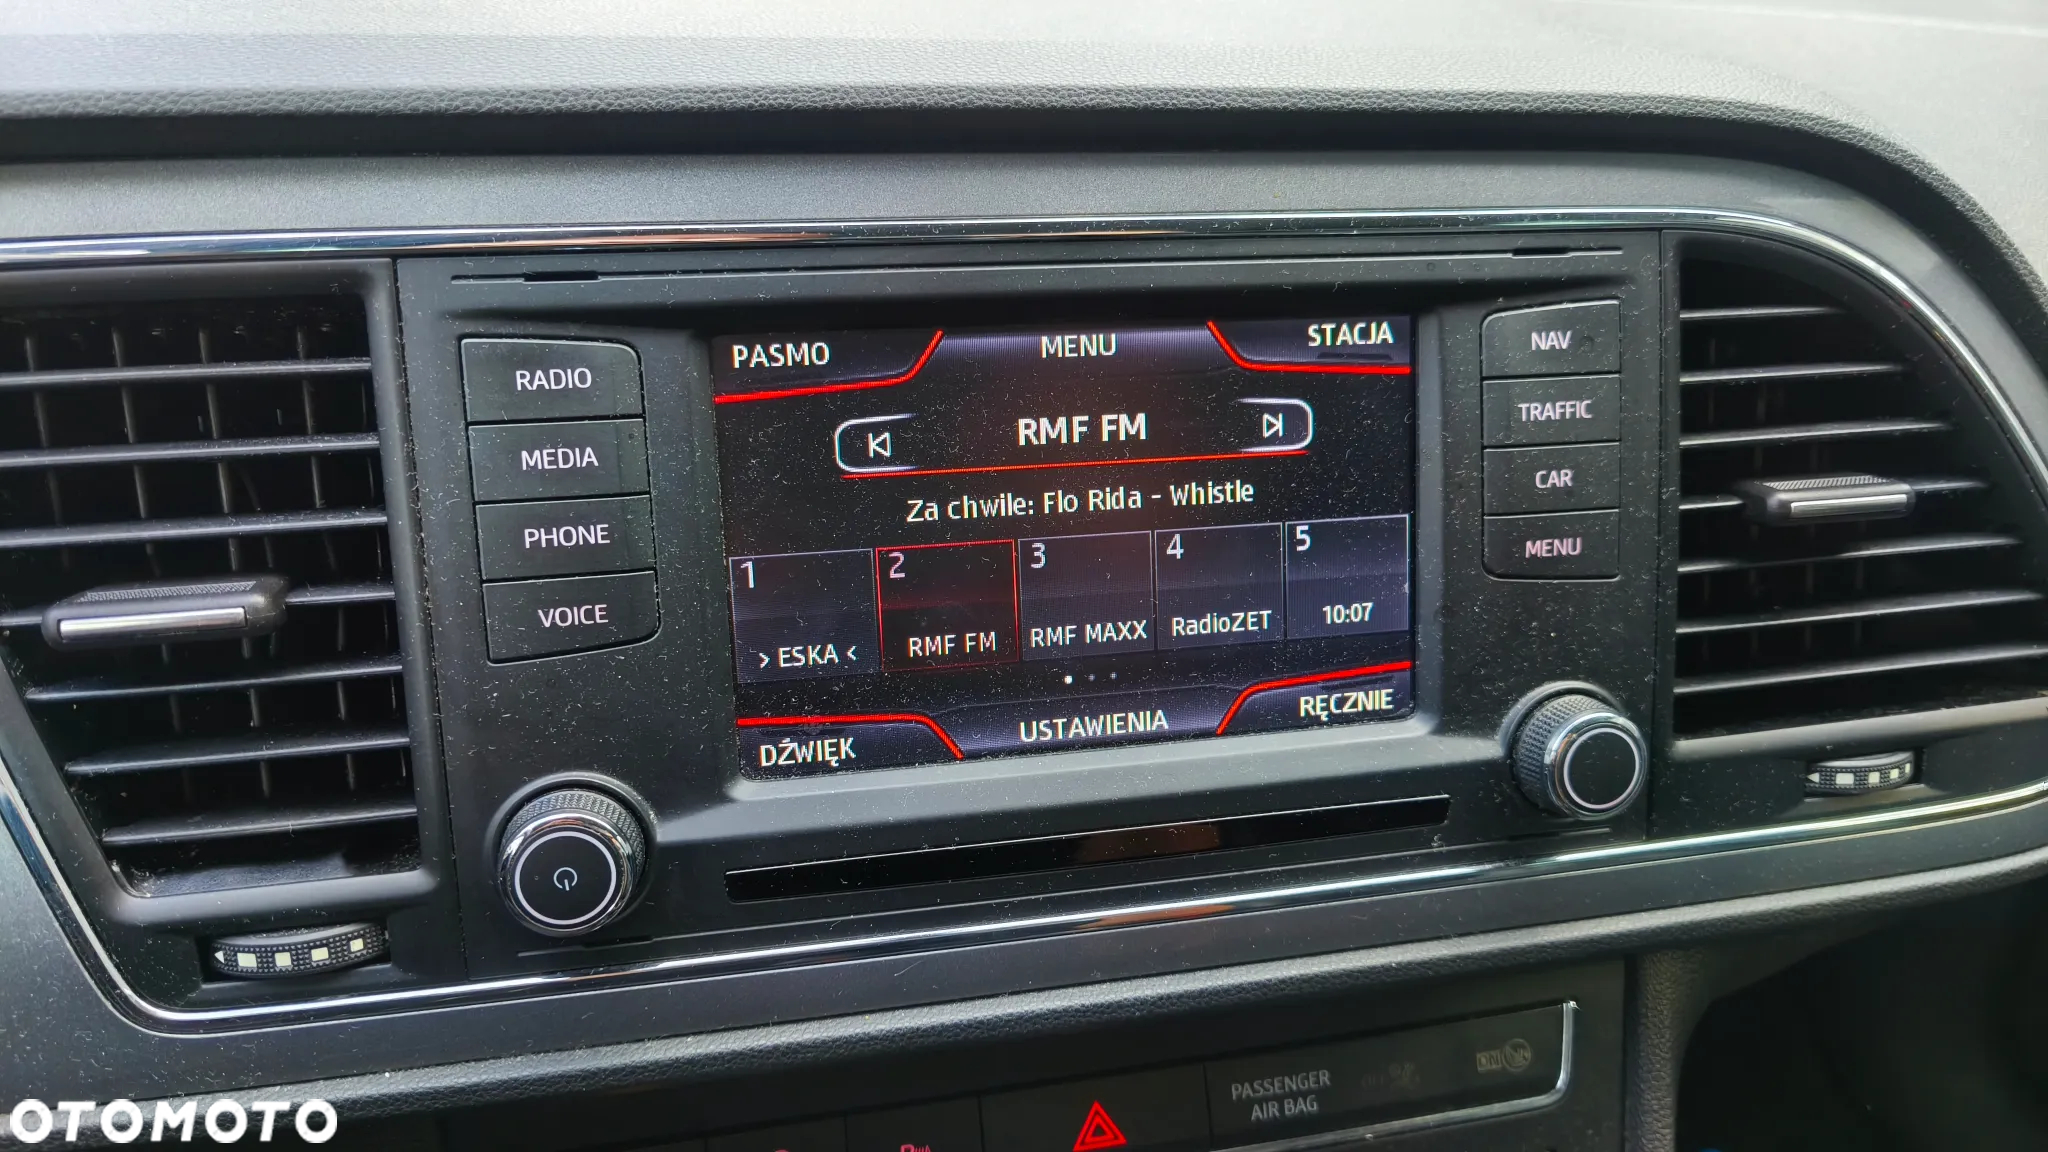 PASMO
MENU
STACJA
RMF FM
Za chwile: Flo Rida - Whistle
1
2
3
4
5
> ESKA <
RMF FM
RMF MAXX
RadioZET
10:07
DŹWIĘK
USTAWIENIA
RĘCZNIE
RADIO
MEDIA
PHONE
VOICE
NAV
TRAFFIC
CAR
MENU
PASSENGER
AIR BAG
OTOMOTO